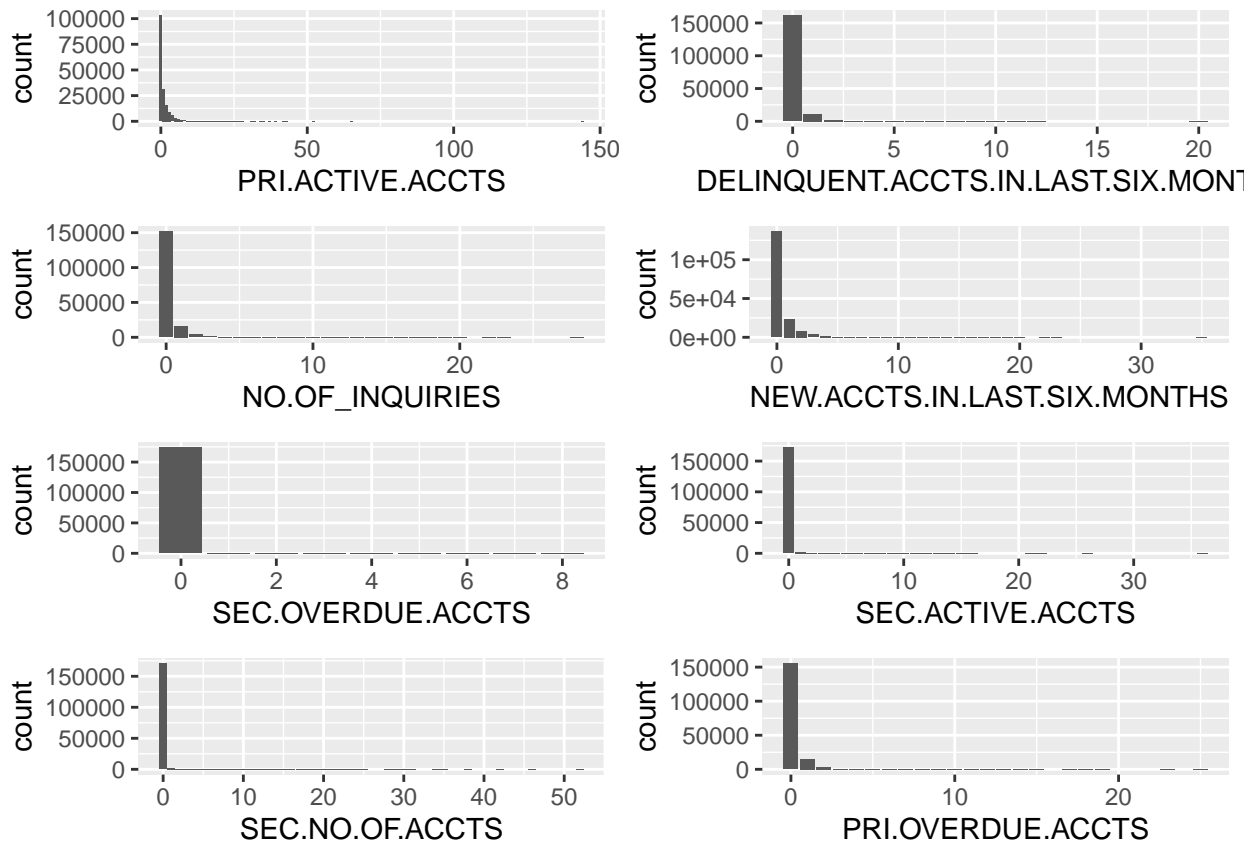 count
100000
75000
50000
25000
0
0 50 100 150
PRI.ACTIVE.ACCTS
count
150000
100000
50000
0
0 5 10 15 20
DELINQUENT.ACCTS.IN.LAST.SIX.MONT
count
150000
100000
50000
0
0 10 20
NO.OF_INQUIRIES
count
1e+05
5e+04
0e+00
0 10 20 30
NEW.ACCTS.IN.LAST.SIX.MONTHS
count
150000
100000
50000
0
0 2 4 6 8
SEC.OVERDUE.ACCTS
count
150000
100000
50000
0
0 10 20 30
SEC.ACTIVE.ACCTS
count
150000
100000
50000
0
0 10 20 30 40 50
SEC.NO.OF.ACCTS
count
150000
100000
50000
0
0 10 20
PRI.OVERDUE.ACCTS